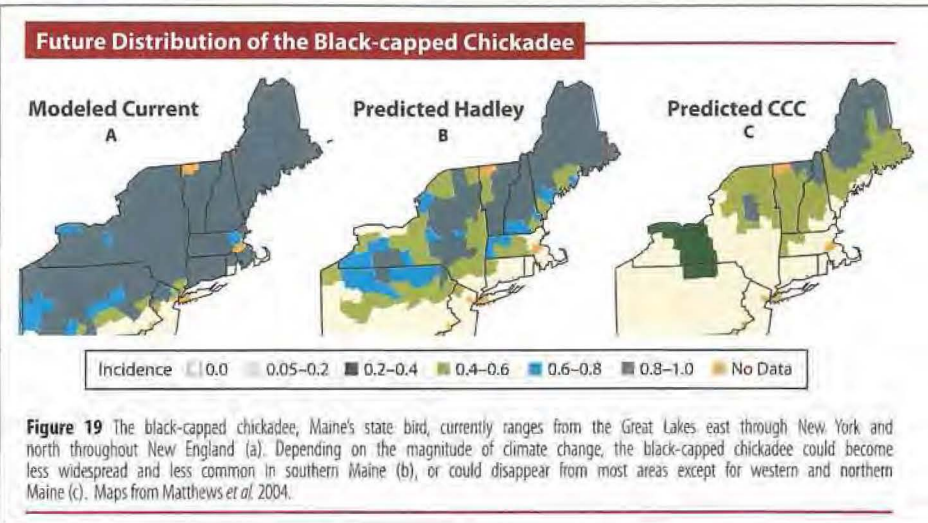 Future Distribution of the Black-capped Chickadee
Modeled Current
A
Predicted Hadley
B
Predicted CCC
C
Incidence 0.0 0.05–0.2 0.2–0.4 0.4–0.6 0.6–0.8 0.8–1.0 No Data
Figure 19 The black-capped chickadee, Maine's state bird, currently ranges from the Great Lakes east through New York and
north throughout New England (a). Depending on the magnitude of climate change, the black-capped chickadee could become
less widespread and less common in southern Maine (b), or could disappear from most areas except for western and northern
Maine (c). Maps from Matthews et al. 2004.